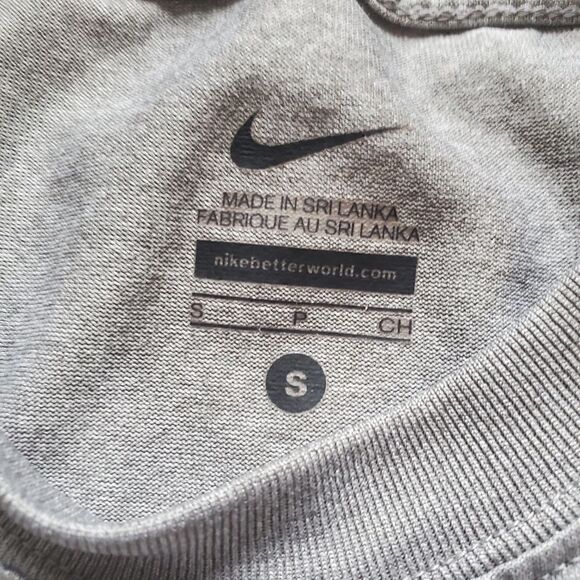 MADE IN SRI LANKA
FABRIQUE AU SRI LANKA
nikebetterworld.com
S P CH
S